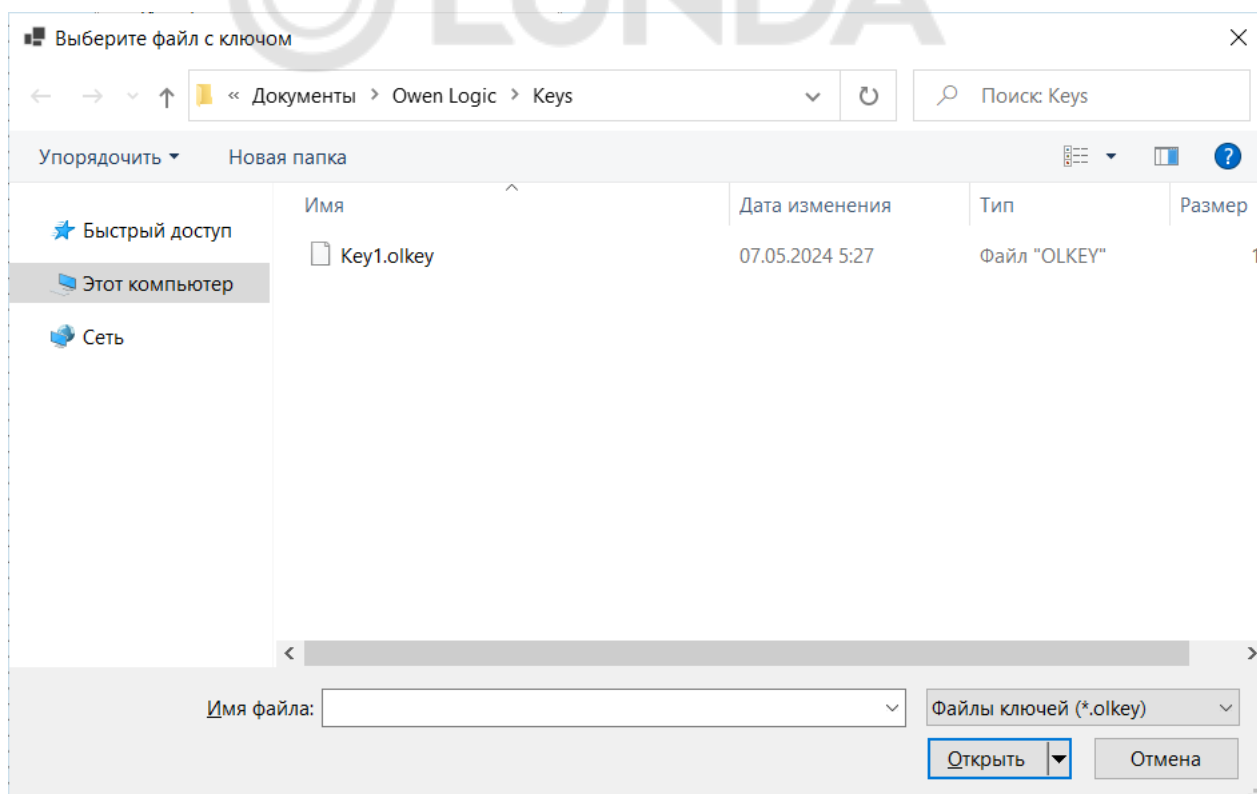 LUNDA
Выберите файл с ключом
« Документы > Owen Logic > Keys
Поиск: Keys
Упорядочить
Новая папка
Имя
Дата изменения
Тип
Размер
Быстрый доступ
Key1.olkey
07.05.2024 5:27
Файл "OLKEY"
1
Этот компьютер
Сеть
Имя файла:
Файлы ключей (*.olkey)
Открыть
Отмена